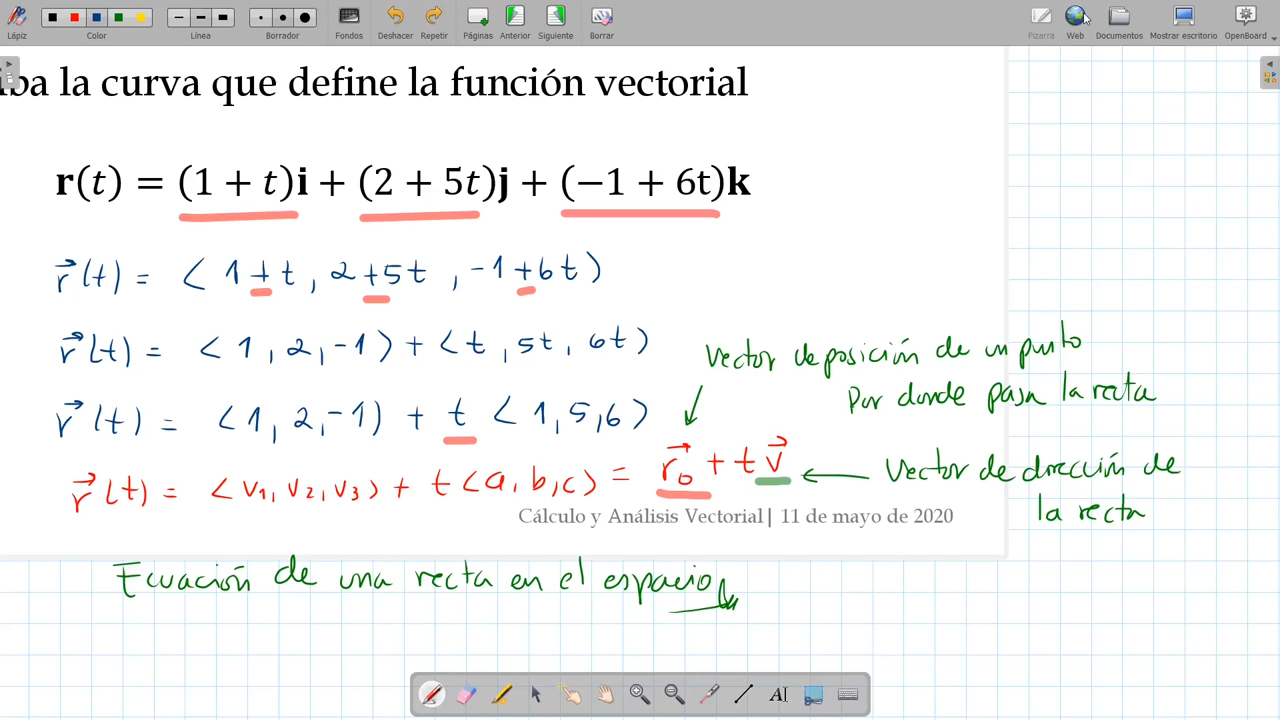 Lápiz Color Línea Borrador Fondos Deshacer Repetir Páginas Anterior Siguiente Borrar Pizarra Web Documentos Mostrar escritorio OpenBoard
iba la curva que define la función vectorial
r(t) = (1 + t)i + (2 + 5t)j + (−1 + 6t)k
r⃗(t) = ⟨ 1 + t , 2 + 5t , -1 + 6t ⟩
r⃗(t) = ⟨ 1, 2, -1 ⟩ + ⟨ t , 5t , 6t ⟩
Vector de posición de un punto
por donde pasa la recta
r⃗(t) = ⟨ 1, 2, -1 ⟩ + t ⟨ 1, 5, 6 ⟩
r⃗(t) = ⟨ v₁, v₂, v₃ ⟩ + t ⟨ a, b, c ⟩ = r⃗₀ + t v⃗
Vector de dirección de
la recta
Cálculo y Análisis Vectorial| 11 de mayo de 2020
Ecuación de una recta en el espacio